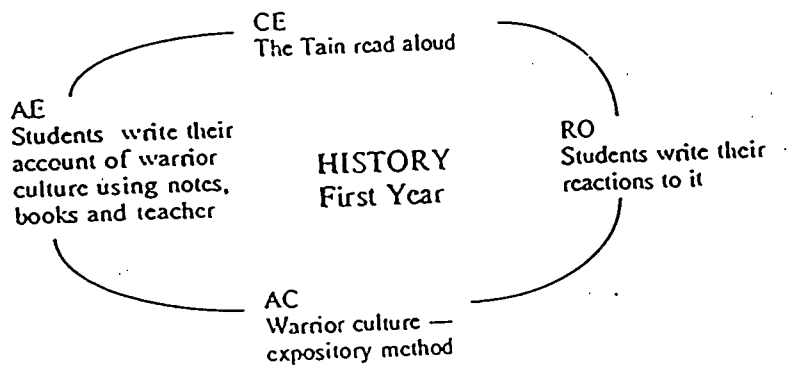 CE
The Tain read aloud
AE
Students write their
account of warrior
culture using notes,
books and teacher
HISTORY
First Year
RO
Students write their
reactions to it
AC
Warrior culture —
expository method